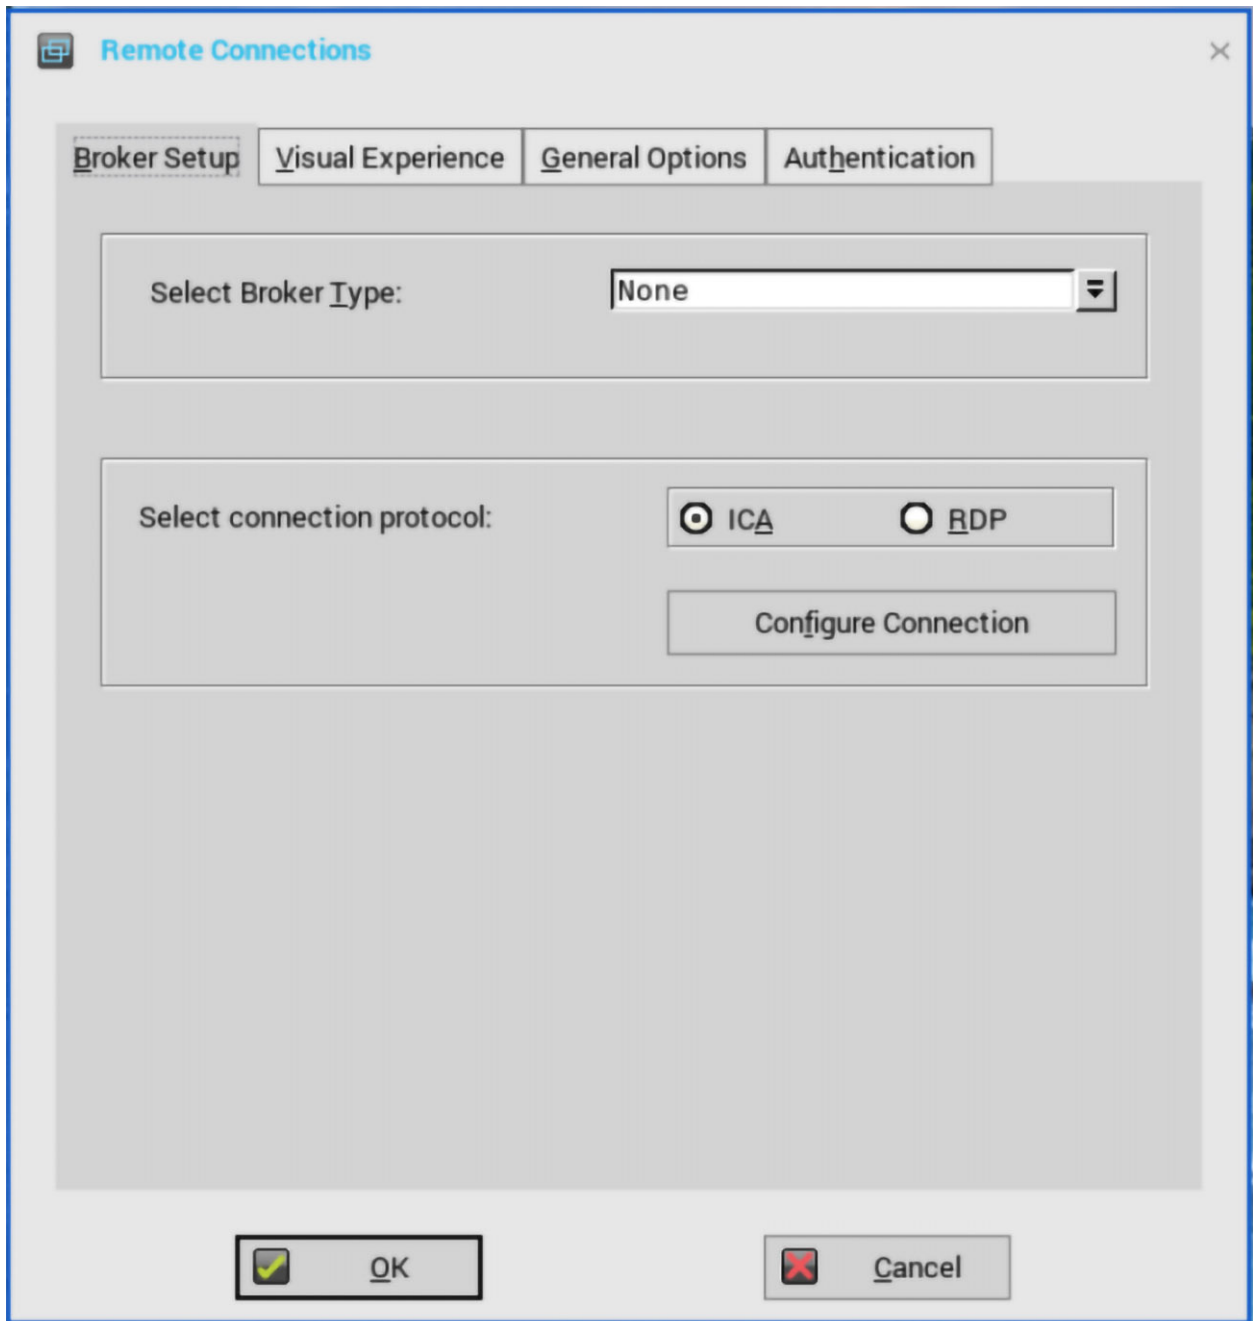 Remote Connections
Broker Setup Visual Experience General Options Authentication
Select Broker Type: None
Select connection protocol: ICA RDP
Configure Connection
OK Cancel